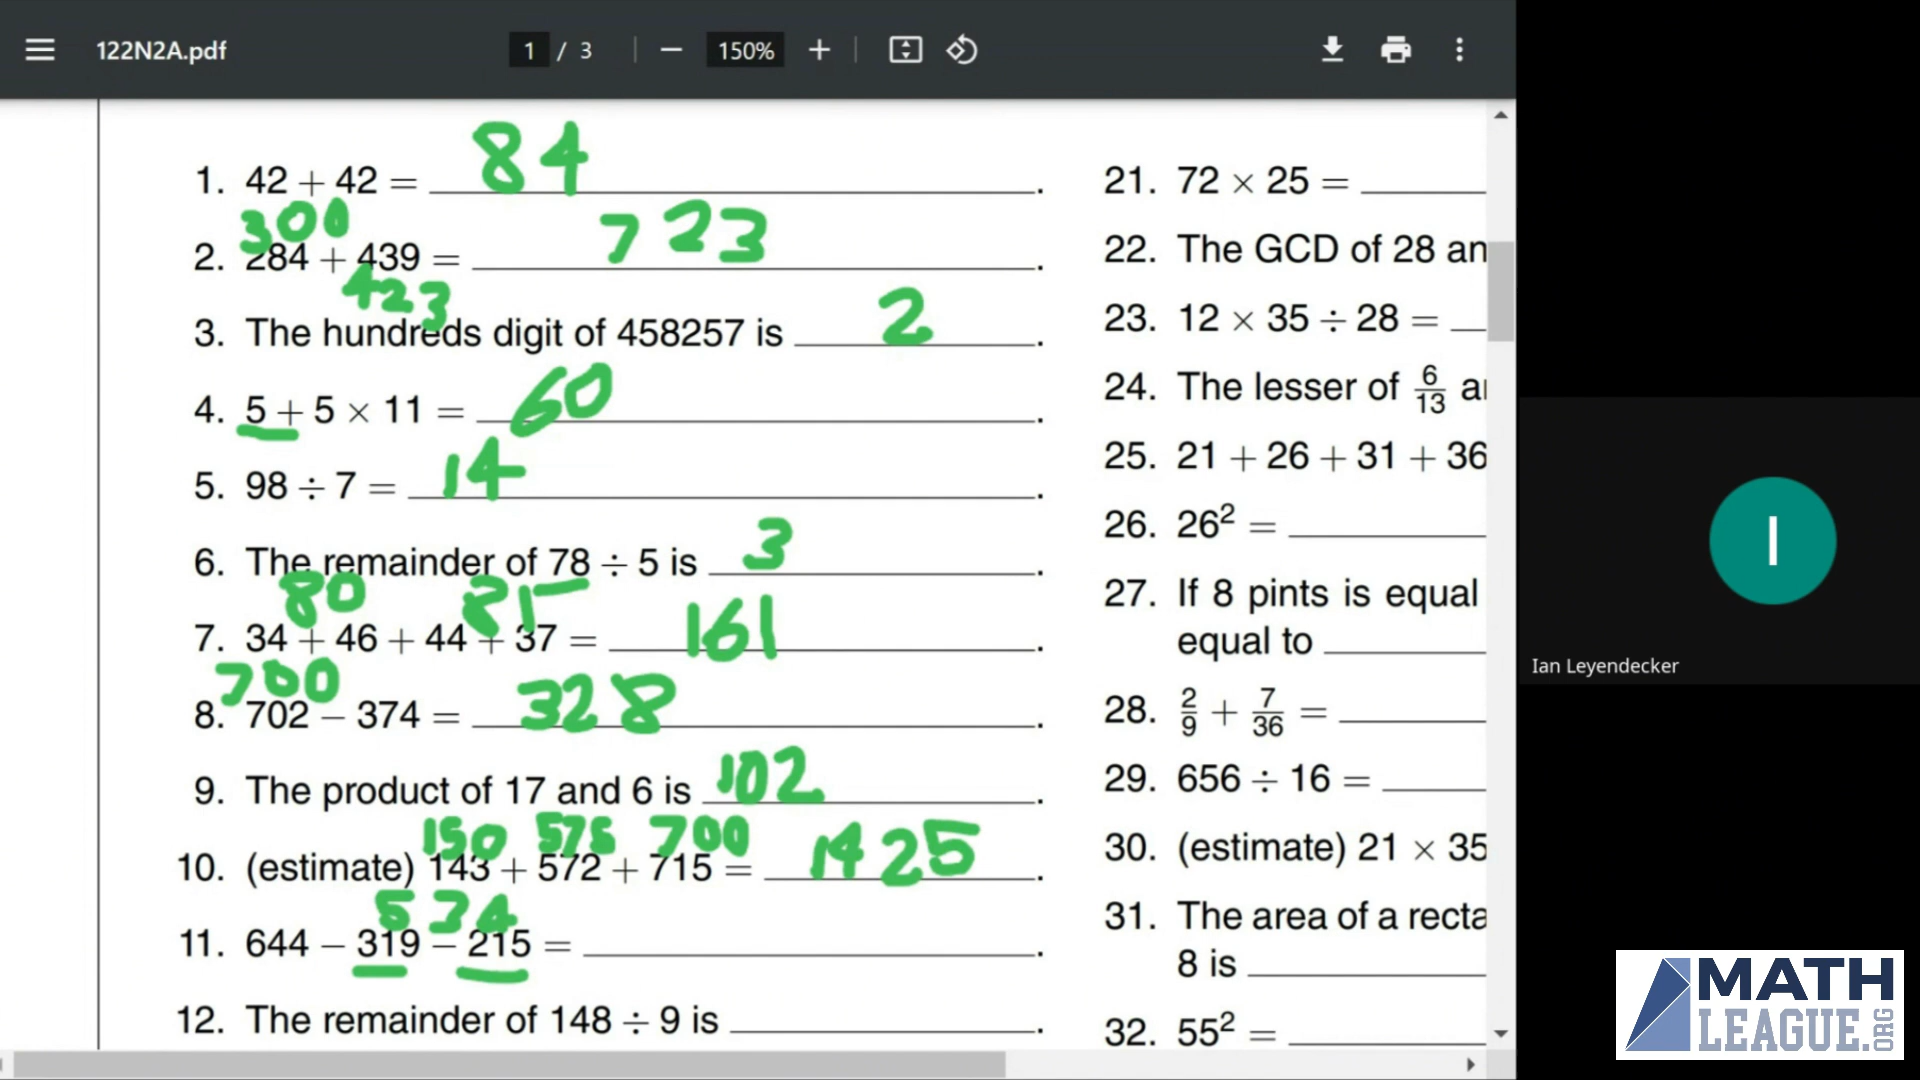 122N2A.pdf
1 / 3
150%
1. 42 + 42 = 84.
300
2. 284 + 439 = 723.
423
3. The hundreds digit of 458257 is 2.
4. 5 + 5 × 11 = 60.
5. 98 ÷ 7 = 14.
6. The remainder of 78 ÷ 5 is 3.
80 81
7. 34 + 46 + 44 + 37 = 161.
700
8. 702 − 374 = 328.
9. The product of 17 and 6 is 102.
150 575 700
10. (estimate) 143 + 572 + 715 = 1425.
534
11. 644 − 319 − 215 = .
12. The remainder of 148 ÷ 9 is .
21. 72 × 25 =
22. The GCD of 28 an
23. 12 × 35 ÷ 28 =
24. The lesser of 6/13 a
25. 21 + 26 + 31 + 36
26. 26² =
27. If 8 pints is equal
equal to
28. 2/9 + 7/36 =
29. 656 ÷ 16 =
30. (estimate) 21 × 35
31. The area of a recta
8 is
32. 55² =
I
Ian Leyendecker
MATH
LEAGUE.ORG